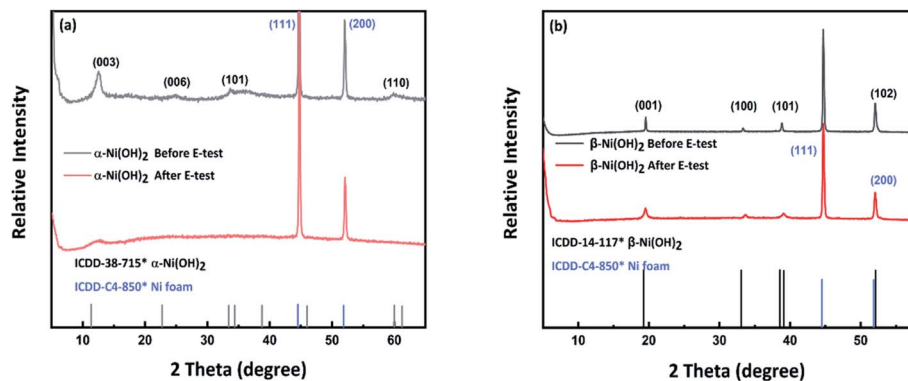 (a)
(111)
(200)
(003)
(006)
(101)
(110)
α-Ni(OH)2 Before E-test
α-Ni(OH)2 After E-test
ICDD-38-715* α-Ni(OH)2
ICDD-C4-850* Ni foam
10 20 30 40 50 60
2 Theta (degree)
Relative Intensity
(b)
(001)
(100)
(101)
(102)
β-Ni(OH)2 Before E-test
β-Ni(OH)2 After E-test
(111)
(200)
ICDD-14-117* β-Ni(OH)2
ICDD-C4-850* Ni foam
10 20 30 40 50
2 Theta (degree)
Relative Intensity